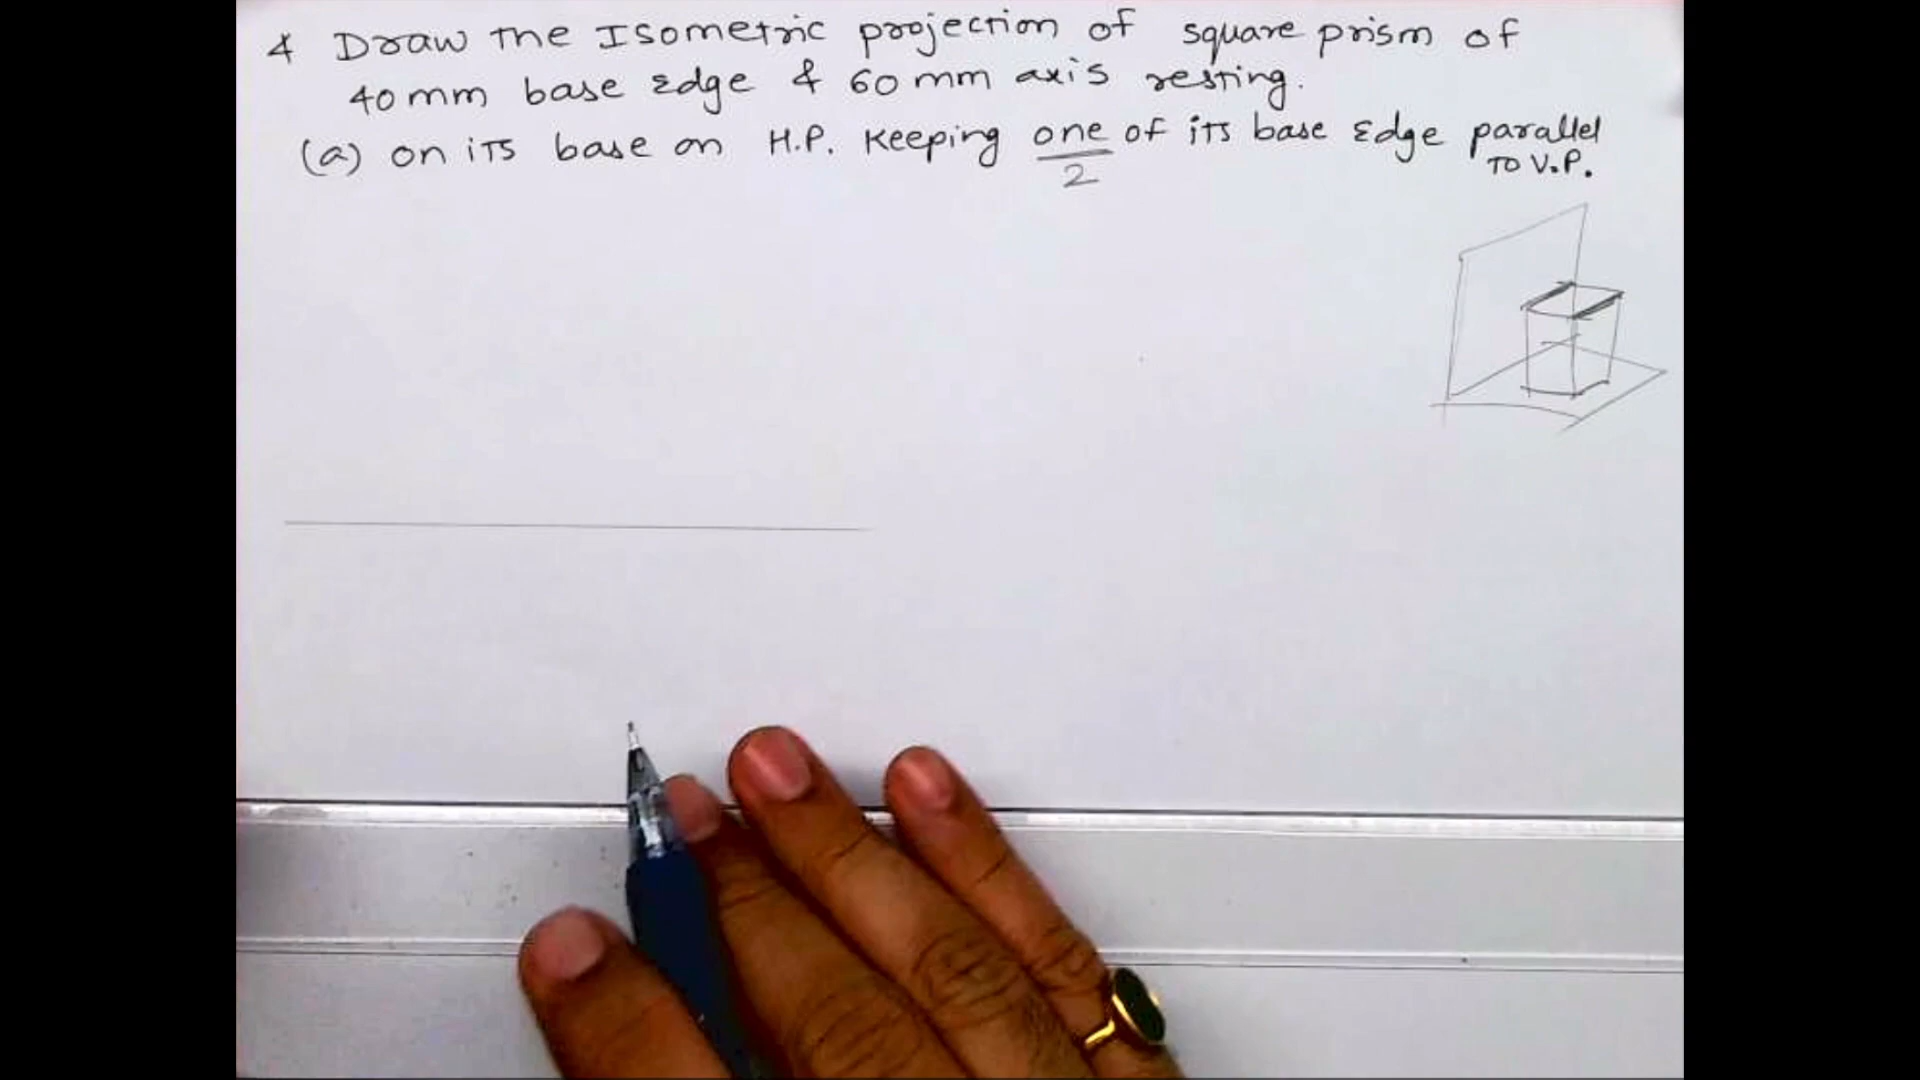 4 Draw the Isometric projection of square prism of
40 mm base Edge & 60 mm axis resting.
(a) on iTs base on H.P. Keeping one of iTs base Edge parallel
2
TO V.P.